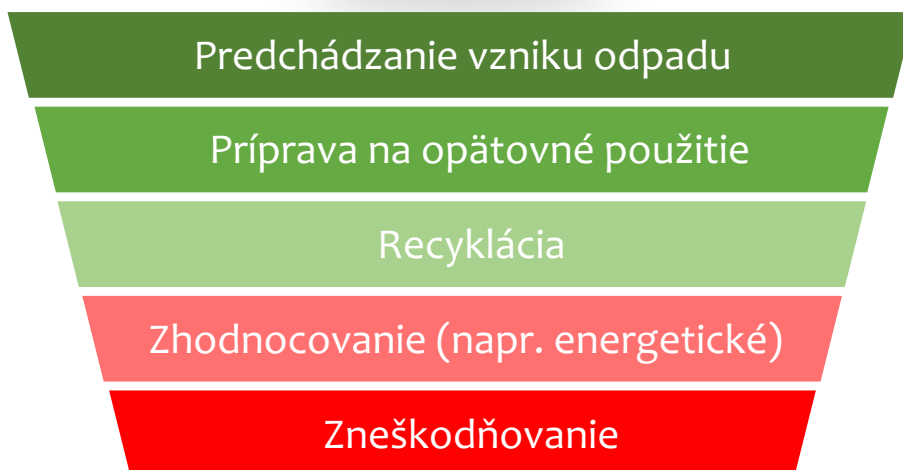 Predchádzanie vzniku odpadu
Príprava na opätovné použitie
Recyklácia
Zhodnocovanie (napr. energetické)
Zneškodňovanie